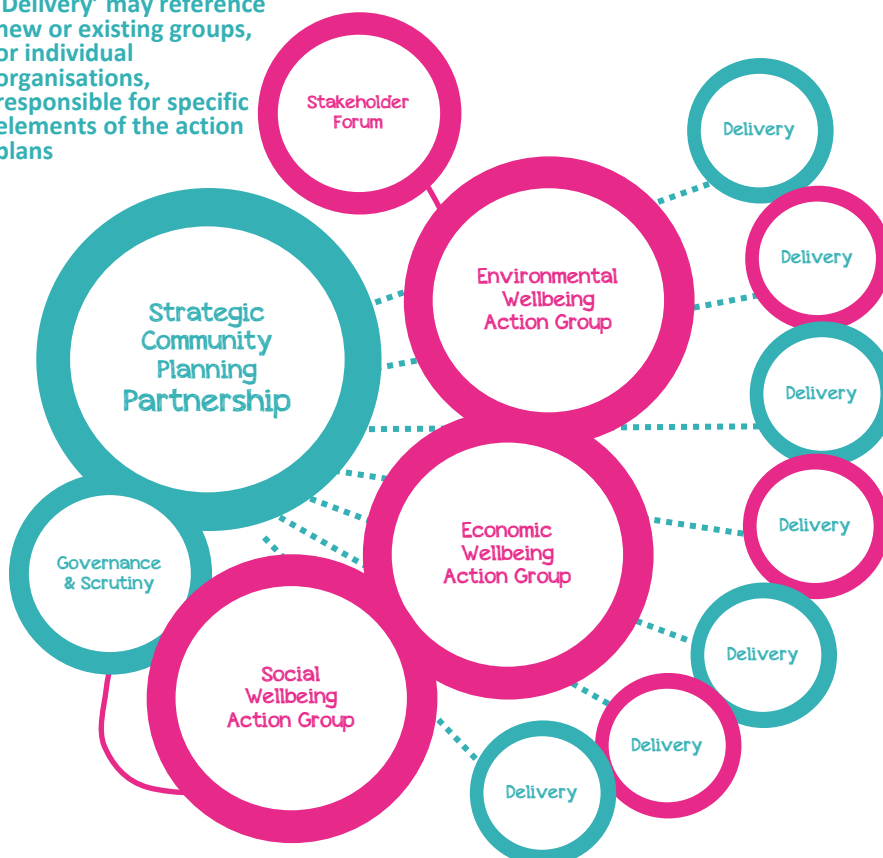 'Delivery' may reference
new or existing groups,
or individual
organisations,
responsible for specific
elements of the action
plans
Stakeholder
Forum
Delivery
Delivery
Environmental
Wellbeing
Action Group
Strategic
Community
Planning
Partnership
Delivery
Delivery
Economic
Wellbeing
Action Group
Governance
& Scrutiny
Delivery
Social
Wellbeing
Action Group
Delivery
Delivery